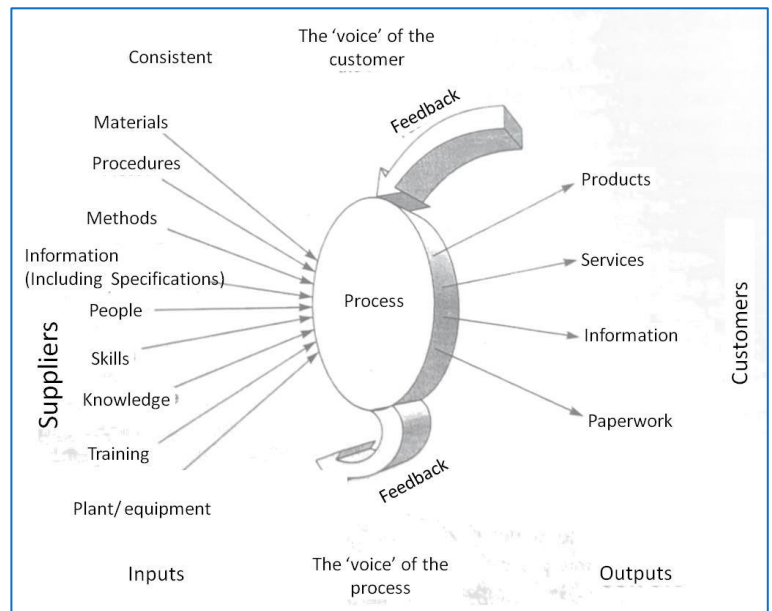 Consistent
The ‘voice’ of the
customer
Feedback
Materials
Procedures
Methods
Information
(Including Specifications)
People
Skills
Knowledge
Training
Plant/ equipment
Suppliers
Process
Products
Services
Information
Paperwork
Customers
Feedback
Inputs
The ‘voice’ of the
process
Outputs